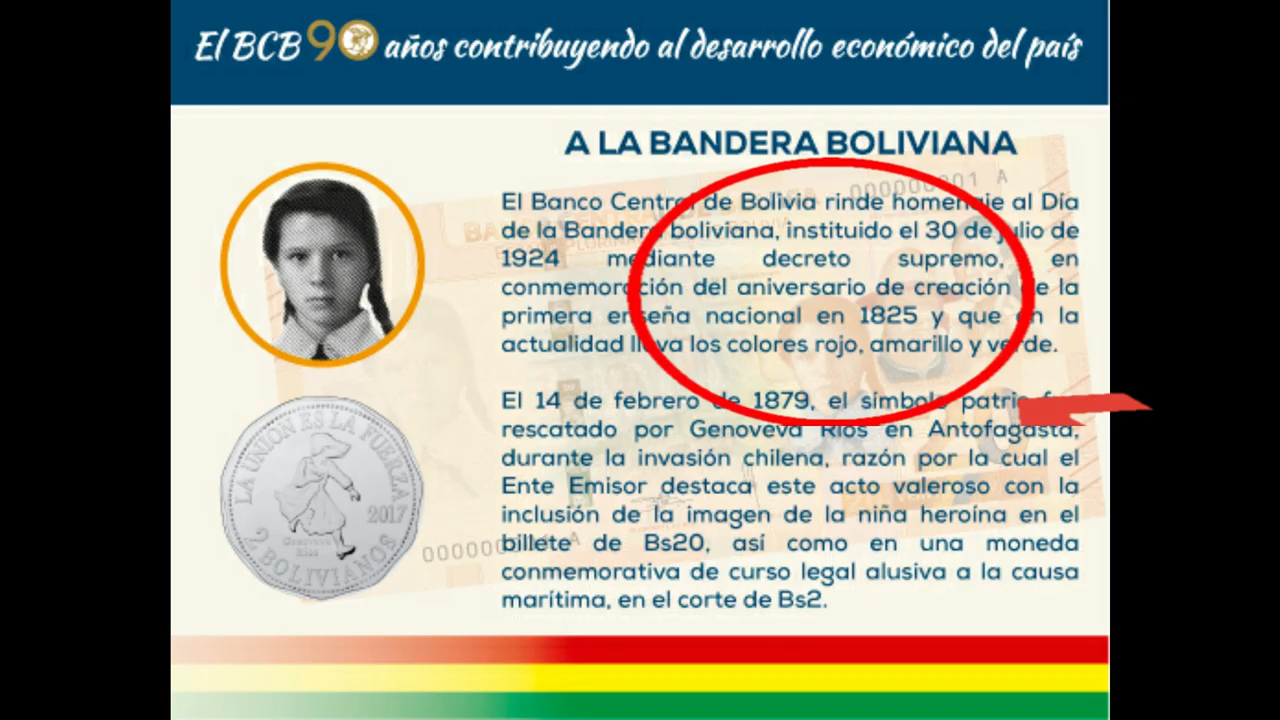 El BCB 90 años contribuyendo al desarrollo económico del país
A LA BANDERA BOLIVIANA
El Banco Central de Bolivia rinde homenaje al Día
de la Bandera boliviana, instituido el 30 de julio de
1924 mediante decreto supremo, en
conmemoración del aniversario de creación de la
primera enseña nacional en 1825 y que en la
actualidad lleva los colores rojo, amarillo y verde.
El 14 de febrero de 1879, el símbolo patrio
rescatado por Genoveva Ríos en Antofagasta,
durante la invasión chilena, razón por la cual el
Ente Emisor destaca este acto valeroso con la
inclusión de la imagen de la niña heroína en el
billete de Bs20, así como en una moneda
conmemorativa de curso legal alusiva a la causa
marítima, en el corte de Bs2.
LA UNION ES LA FUERZA
2017
Genoveva
Ríos
2 BOLIVIANOS
000000001 A